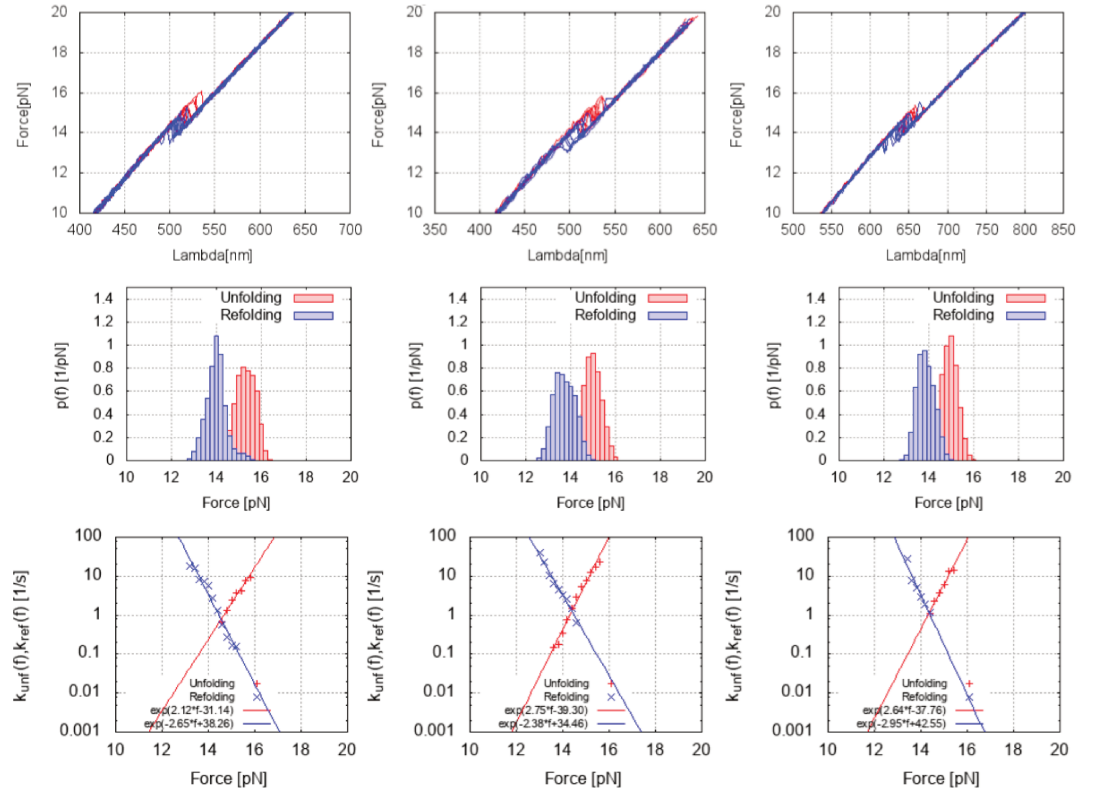 20 20 20
18 18 18
16 16 16
14 14 14
12 12 12
10 10 10
Force[pN] Force[pN] Force[pN]
400 450 500 550 600 650 700 350 400 450 500 550 600 650 500 550 600 650 700 750 800 850
Lambda[nm] Lambda[nm] Lambda[nm]
1.4 1.4 1.4
1.2 1.2 1.2
1 1 1
0.8 0.8 0.8
0.6 0.6 0.6
0.4 0.4 0.4
0.2 0.2 0.2
0 0 0
p(f) [1/pN] p(f) [1/pN] p(f) [1/pN]
Unfolding Unfolding Unfolding
Refolding Refolding Refolding
10 12 14 16 18 20 10 12 14 16 18 20 10 12 14 16 18 20
Force [pN] Force [pN] Force [pN]
100 100 100
10 10 10
1 1 1
0.1 0.1 0.1
0.01 0.01 0.01
0.001 0.001 0.001
kunf(f),kref(f) [1/s] kunf(f),kref(f) [1/s] kunf(f),kref(f) [1/s]
Unfolding Unfolding Unfolding
Refolding Refolding Refolding
exp(2.12*f-31.14) exp(2.75*f-39.30) exp(2.64*f-37.76)
exp(-2.65*f+38.26) exp(-2.38*f+34.46) exp(-2.95*f+42.55)
10 12 14 16 18 20 10 12 14 16 18 20 10 12 14 16 18 20
Force [pN] Force [pN] Force [pN]